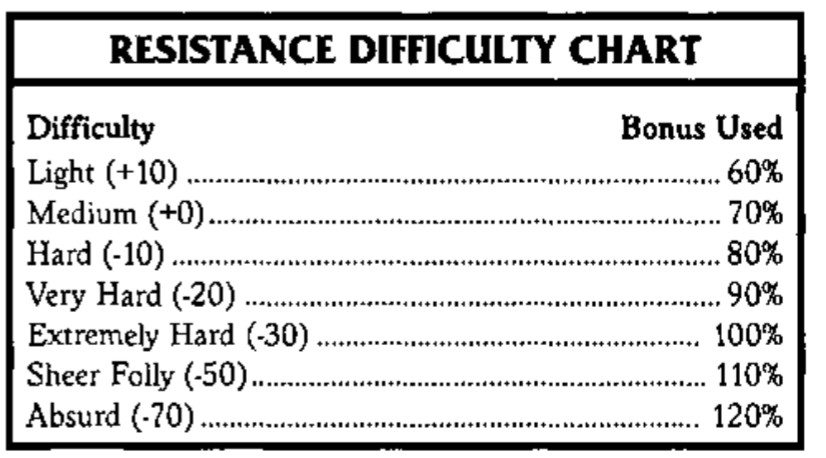 RESISTANCE DIFFICULTY CHART
Difficulty Bonus Used
Light (+10) ........................ 60%
Medium (+0) ........................ 70%
Hard (-10) ........................ 80%
Very Hard (-20) ........................ 90%
Extremely Hard (-30) ........................ 100%
Sheer Folly (-50) ........................ 110%
Absurd (-70) ........................ 120%